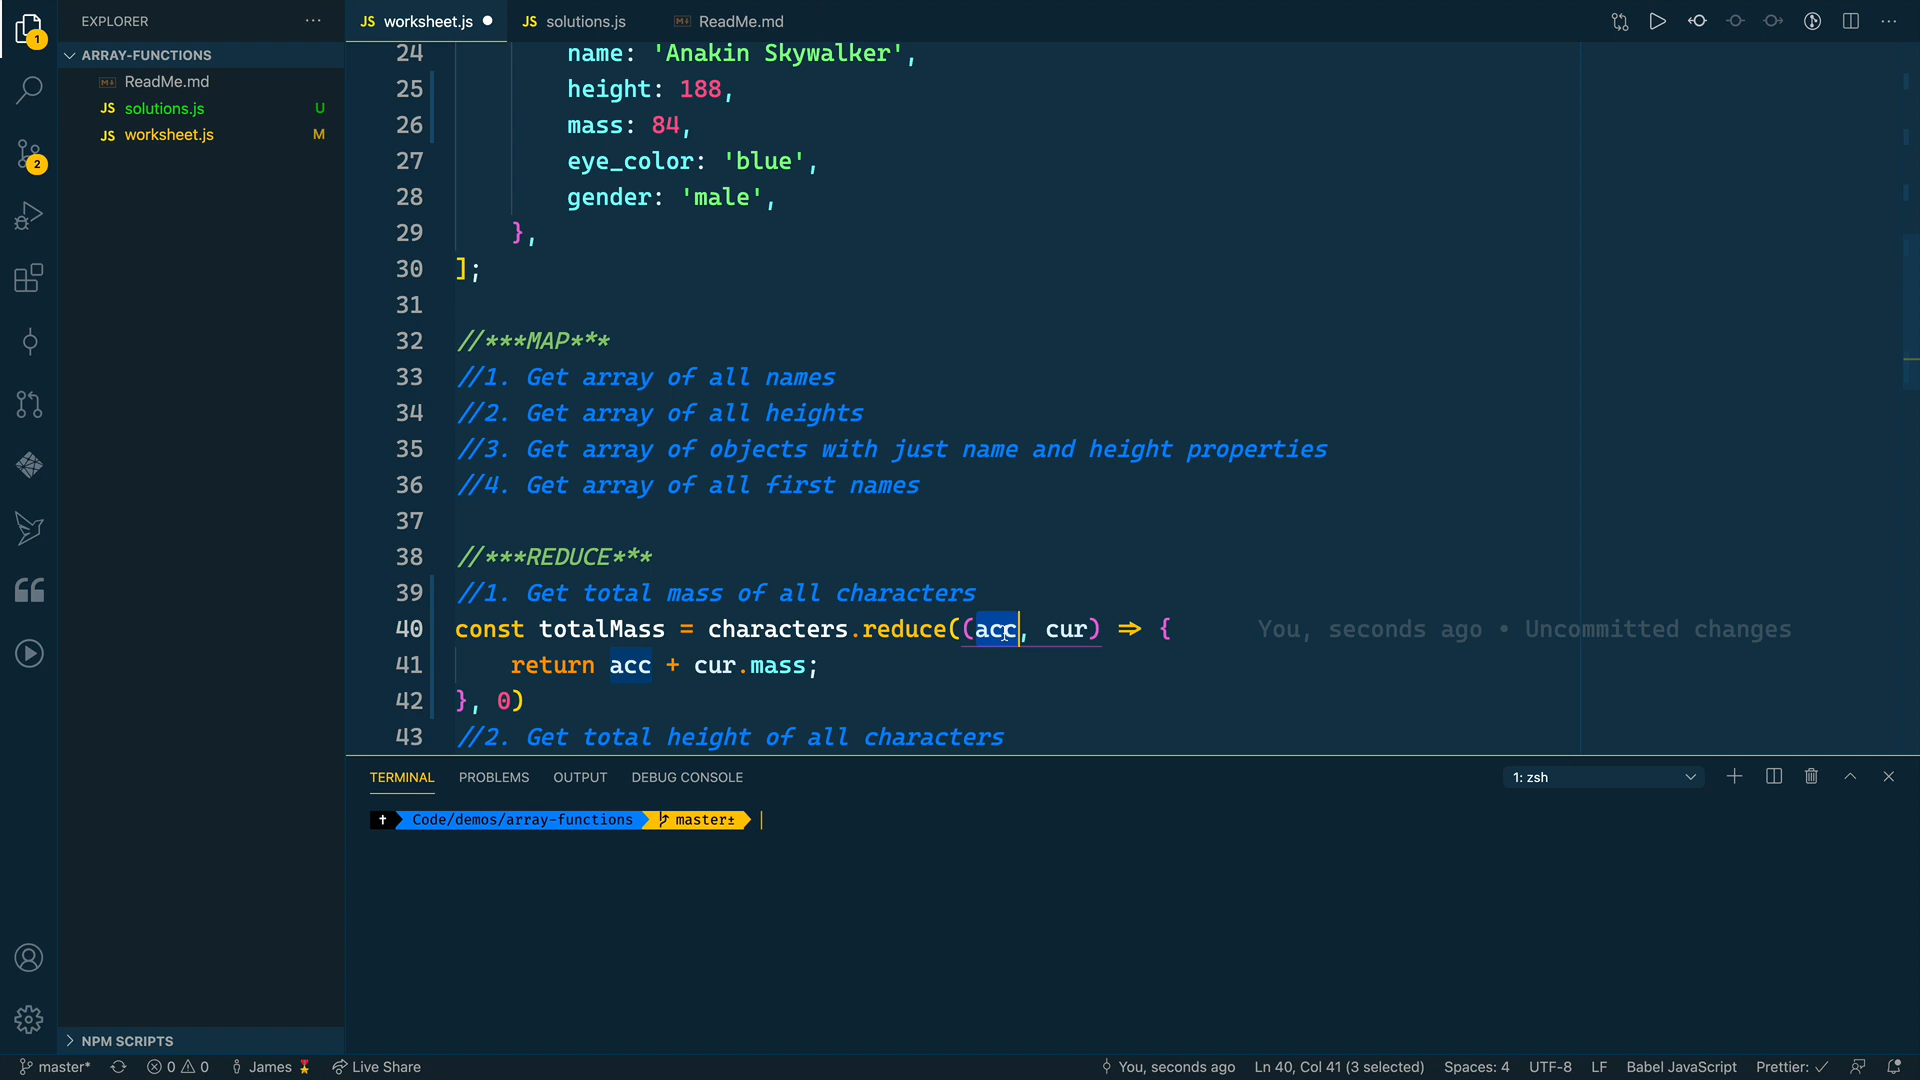 EXPLORER
ARRAY-FUNCTIONS
ReadMe.md
JS solutions.js U
JS worksheet.js M
1
2
NPM SCRIPTS
JS worksheet.js
JS solutions.js
ReadMe.md
24 name: 'Anakin Skywalker',
25 height: 188,
26 mass: 84,
27 eye_color: 'blue',
28 gender: 'male',
29 },
30 ];
31
32 //***MAP***
33 //1. Get array of all names
34 //2. Get array of all heights
35 //3. Get array of objects with just name and height properties
36 //4. Get array of all first names
37
38 //***REDUCE***
39 //1. Get total mass of all characters
40 const totalMass = characters.reduce((acc, cur) => { You, seconds ago • Uncommitted changes
41 return acc + cur.mass;
42 }, 0)
43 //2. Get total height of all characters
TERMINAL PROBLEMS OUTPUT DEBUG CONSOLE 1: zsh
Code/demos/array-functions master±
master* 0 0 James Live Share You, seconds ago Ln 40, Col 41 (3 selected) Spaces: 4 UTF-8 LF Babel JavaScript Prettier: ✓